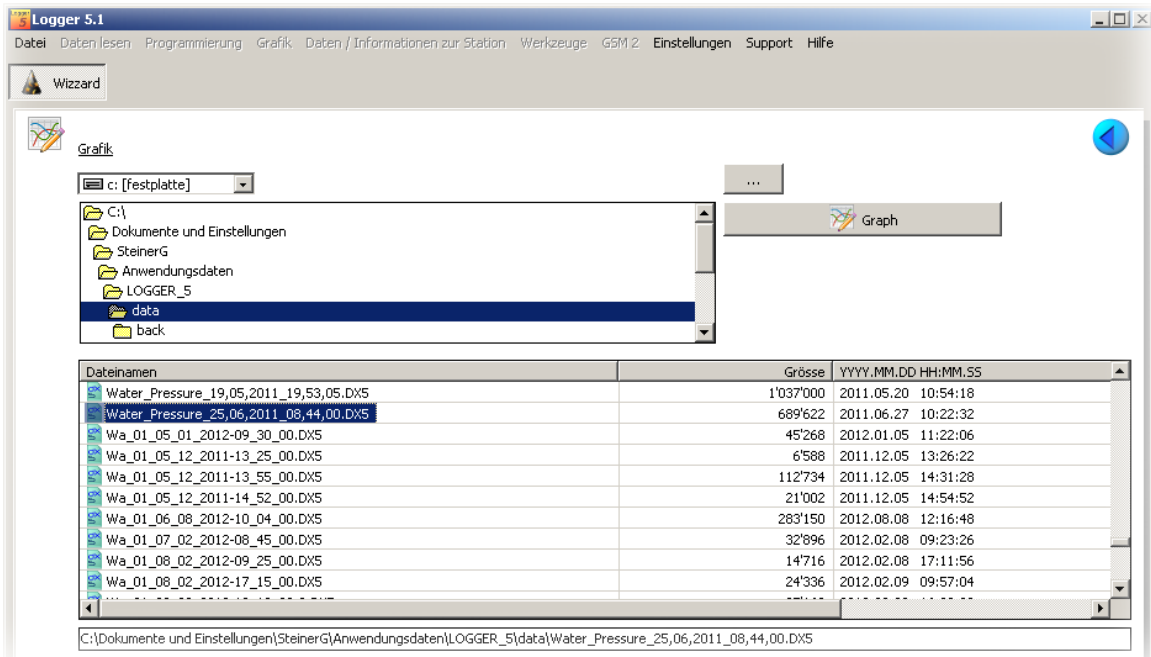 Logger 5.1
Datei Daten lesen Programmierung Grafik Daten / Informationen zur Station Werkzeuge GSM 2 Einstellungen Support Hilfe
Wizzard
Grafik
c: [festplatte]
...
C:\
Graph
Dokumente und Einstellungen
SteinerG
Anwendungsdaten
LOGGER_5
data
back
Dateinamen Grösse YYYY.MM.DD HH:MM.SS
Water_Pressure_19,05,2011_19,53,05.DX5 1'037'000 2011.05.20 10:54:18
Water_Pressure_25,06,2011_08,44,00.DX5 689'622 2011.06.27 10:22:32
Wa_01_05_01_2012-09_30_00.DX5 45'268 2012.01.05 11:22:06
Wa_01_05_12_2011-13_25_00.DX5 6'588 2011.12.05 13:26:22
Wa_01_05_12_2011-13_55_00.DX5 112'734 2011.12.05 14:31:28
Wa_01_05_12_2011-14_52_00.DX5 21'002 2011.12.05 14:54:52
Wa_01_06_08_2012-10_04_00.DX5 283'150 2012.08.08 12:16:48
Wa_01_07_02_2012-08_45_00.DX5 32'896 2012.02.08 09:23:26
Wa_01_08_02_2012-09_25_00.DX5 14'716 2012.02.08 17:11:56
Wa_01_08_02_2012-17_15_00.DX5 24'336 2012.02.09 09:57:04
C:\Dokumente und Einstellungen\SteinerG\Anwendungsdaten\LOGGER_5\data\Water_Pressure_25,06,2011_08,44,00.DX5